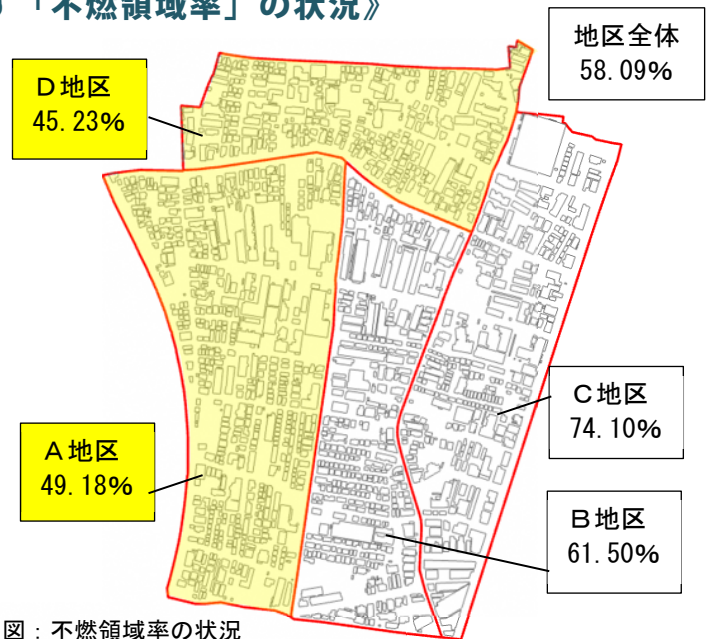 「不燃領域率」の状況》
地区全体
58.09%
D地区
45.23%
C地区
74.10%
A地区
49.18%
B地区
61.50%
図：不燃領域率の状況